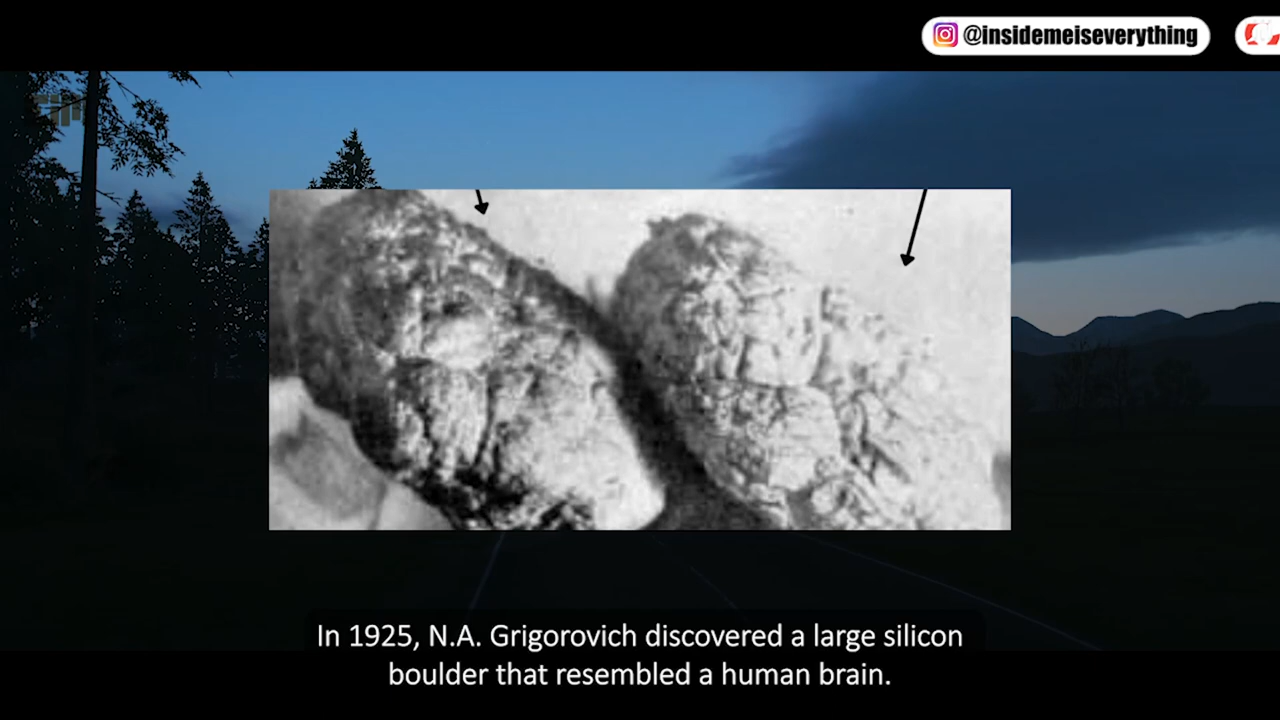 @insidemeiseverything
In 1925, N.A. Grigorovich discovered a large silicon
boulder that resembled a human brain.